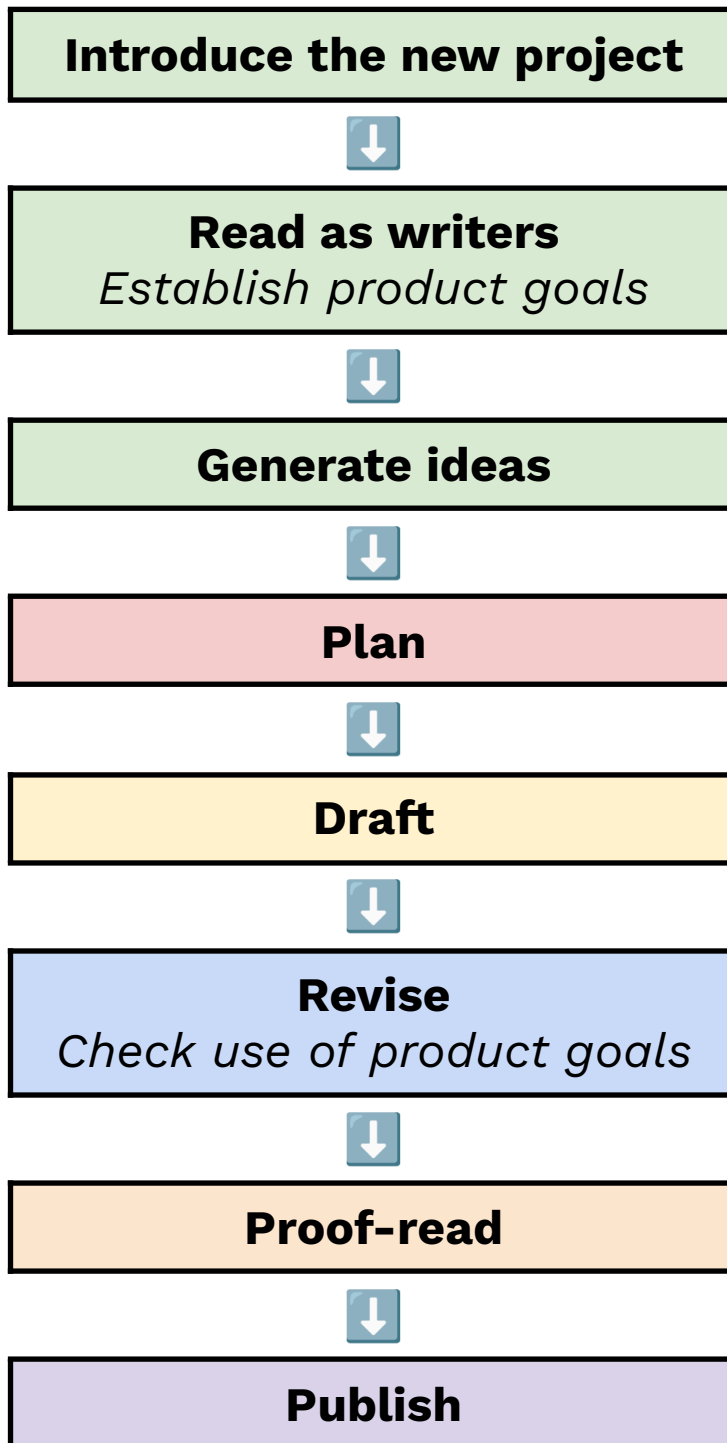 Introduce the new project
Read as writers
Establish product goals
Generate ideas
Plan
Draft
Revise
Check use of product goals
Proof-read
Publish